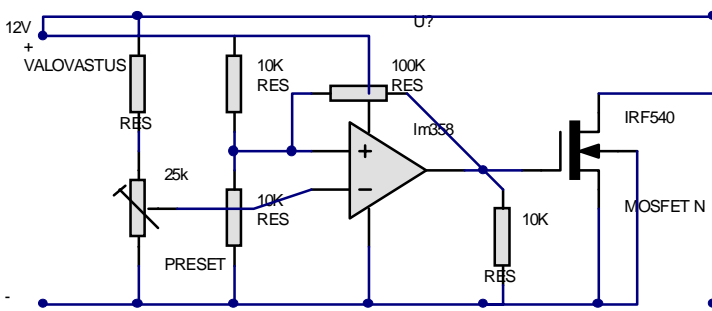 U?
12V
+
VALOVASTUS
10K
RES
100K
RES
RES
lm358
IRF540
25k
10K
RES
10K
MOSFET N
PRESET
RES
-
+
−